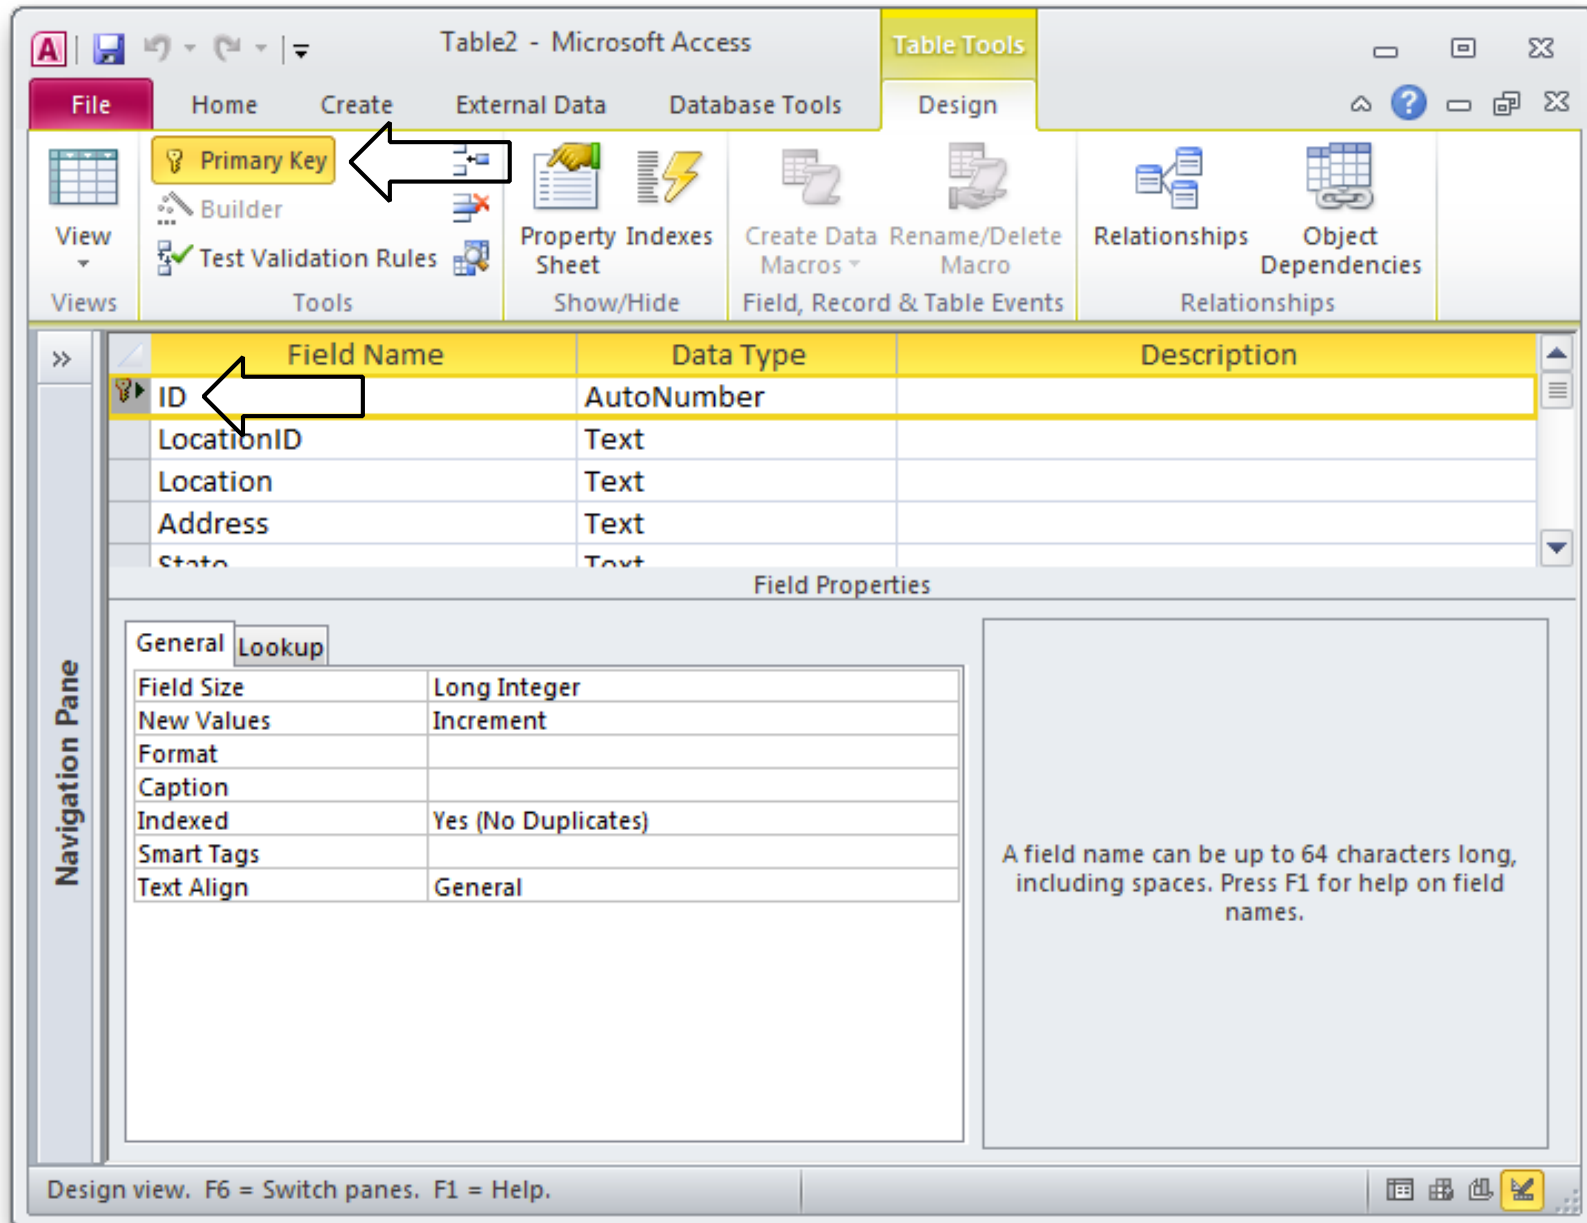 Table2 - Microsoft Access
Table Tools
File Home Create External Data Database Tools Design
Primary Key
Builder
Test Validation Rules
View
Property Sheet
Indexes
Create Data Macros
Rename/Delete Macro
Relationships
Object Dependencies
Views Tools Show/Hide Field, Record & Table Events Relationships
Field Name Data Type Description
ID AutoNumber
LocationID Text
Location Text
Address Text
State Text
Field Properties
Navigation Pane
General Lookup
Field Size Long Integer
New Values Increment
Format
Caption
Indexed Yes (No Duplicates)
Smart Tags
Text Align General
A field name can be up to 64 characters long,
including spaces. Press F1 for help on field
names.
Design view. F6 = Switch panes. F1 = Help.